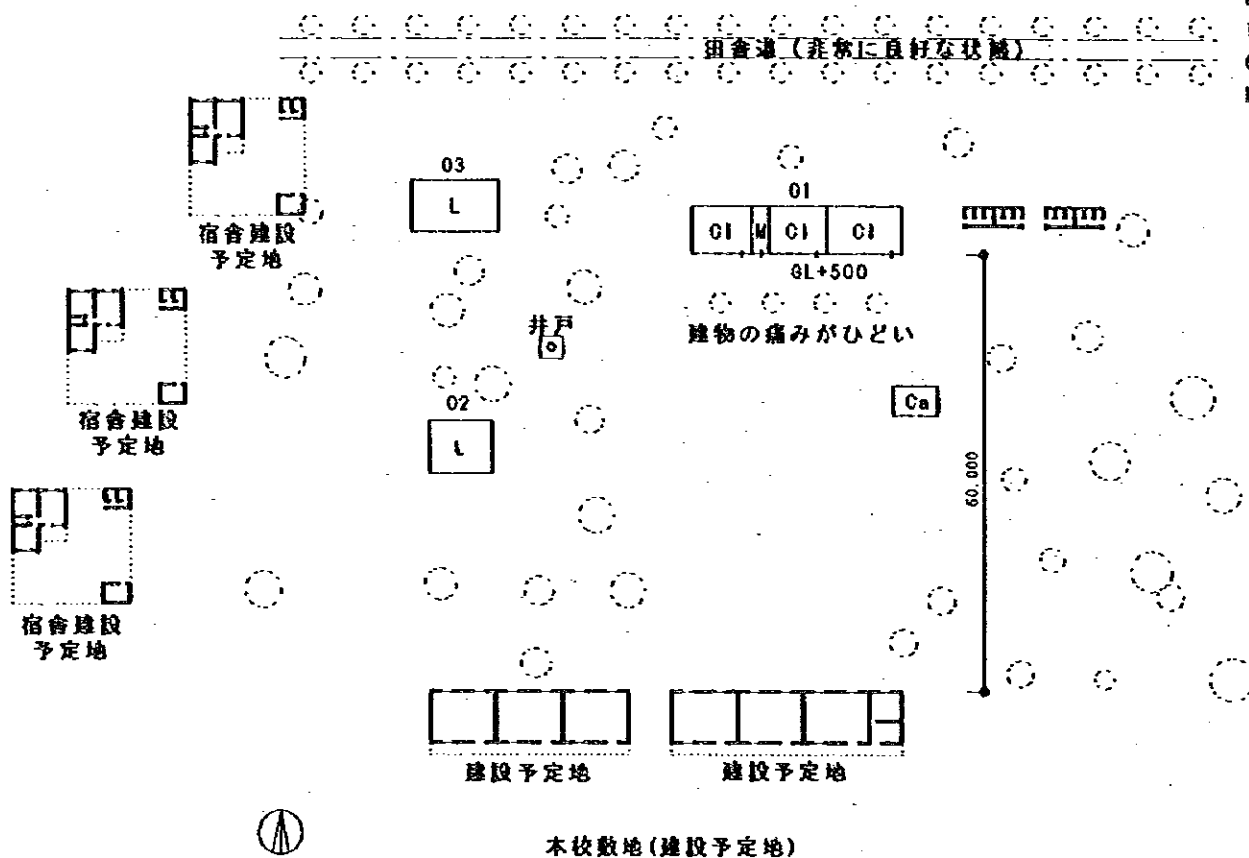 田舎道（非常に良好な状態）
03
L
01
Cl M Cl Cl
GL+500
宿舎建設
予定地
井戸
建物の痛みがひどい
宿舎建設
予定地
02
L
Ca
60,000
宿舎建設
予定地
建設予定地
建設予定地
本校敷地(建設予定地)